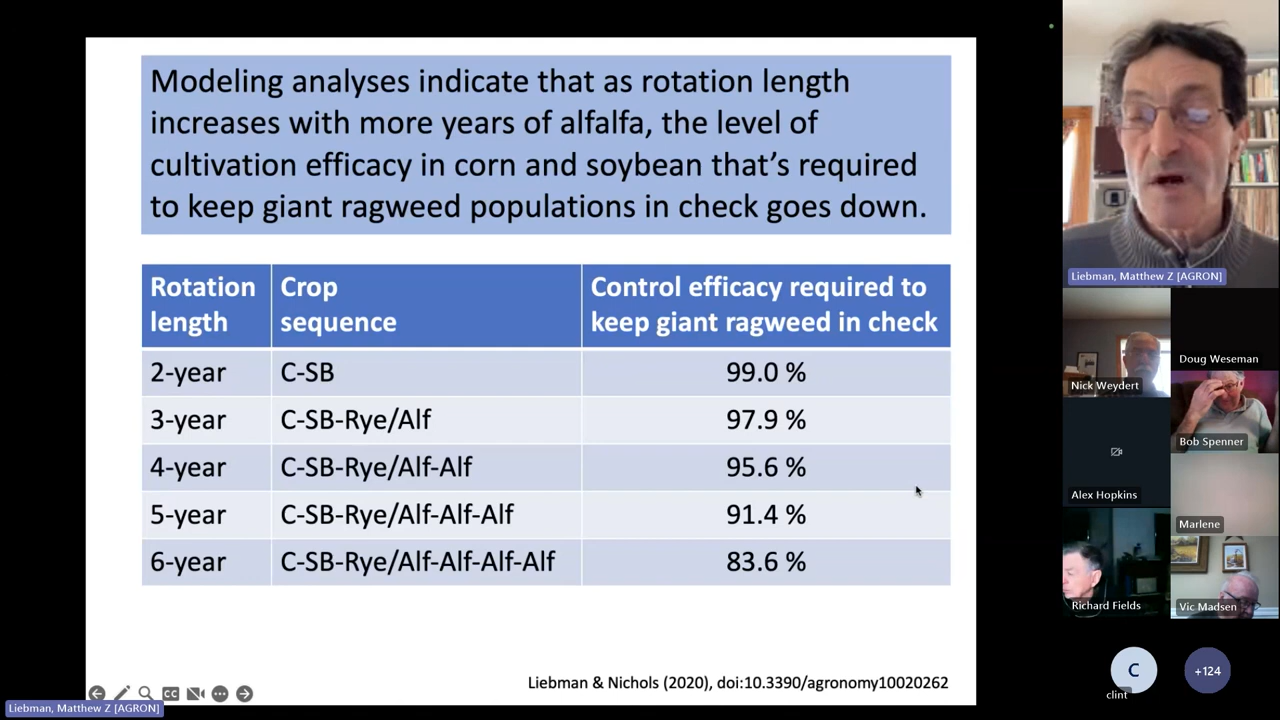 Modeling analyses indicate that as rotation length
increases with more years of alfalfa, the level of
cultivation efficacy in corn and soybean that’s required
to keep giant ragweed populations in check goes down.
Rotation length
Crop sequence
Control efficacy required to keep giant ragweed in check
2-year C-SB 99.0 %
3-year C-SB-Rye/Alf 97.9 %
4-year C-SB-Rye/Alf-Alf 95.6 %
5-year C-SB-Rye/Alf-Alf-Alf 91.4 %
6-year C-SB-Rye/Alf-Alf-Alf-Alf 83.6 %
Liebman & Nichols (2020), doi:10.3390/agronomy10020262
CC
Liebman, Matthew Z [AGRON]
Liebman, Matthew Z [AGRON]
Nick Weydert
Doug Weseman
Bob Spenner
Alex Hopkins
Marlene
Richard Fields
Vic Madsen
C
clint
+124